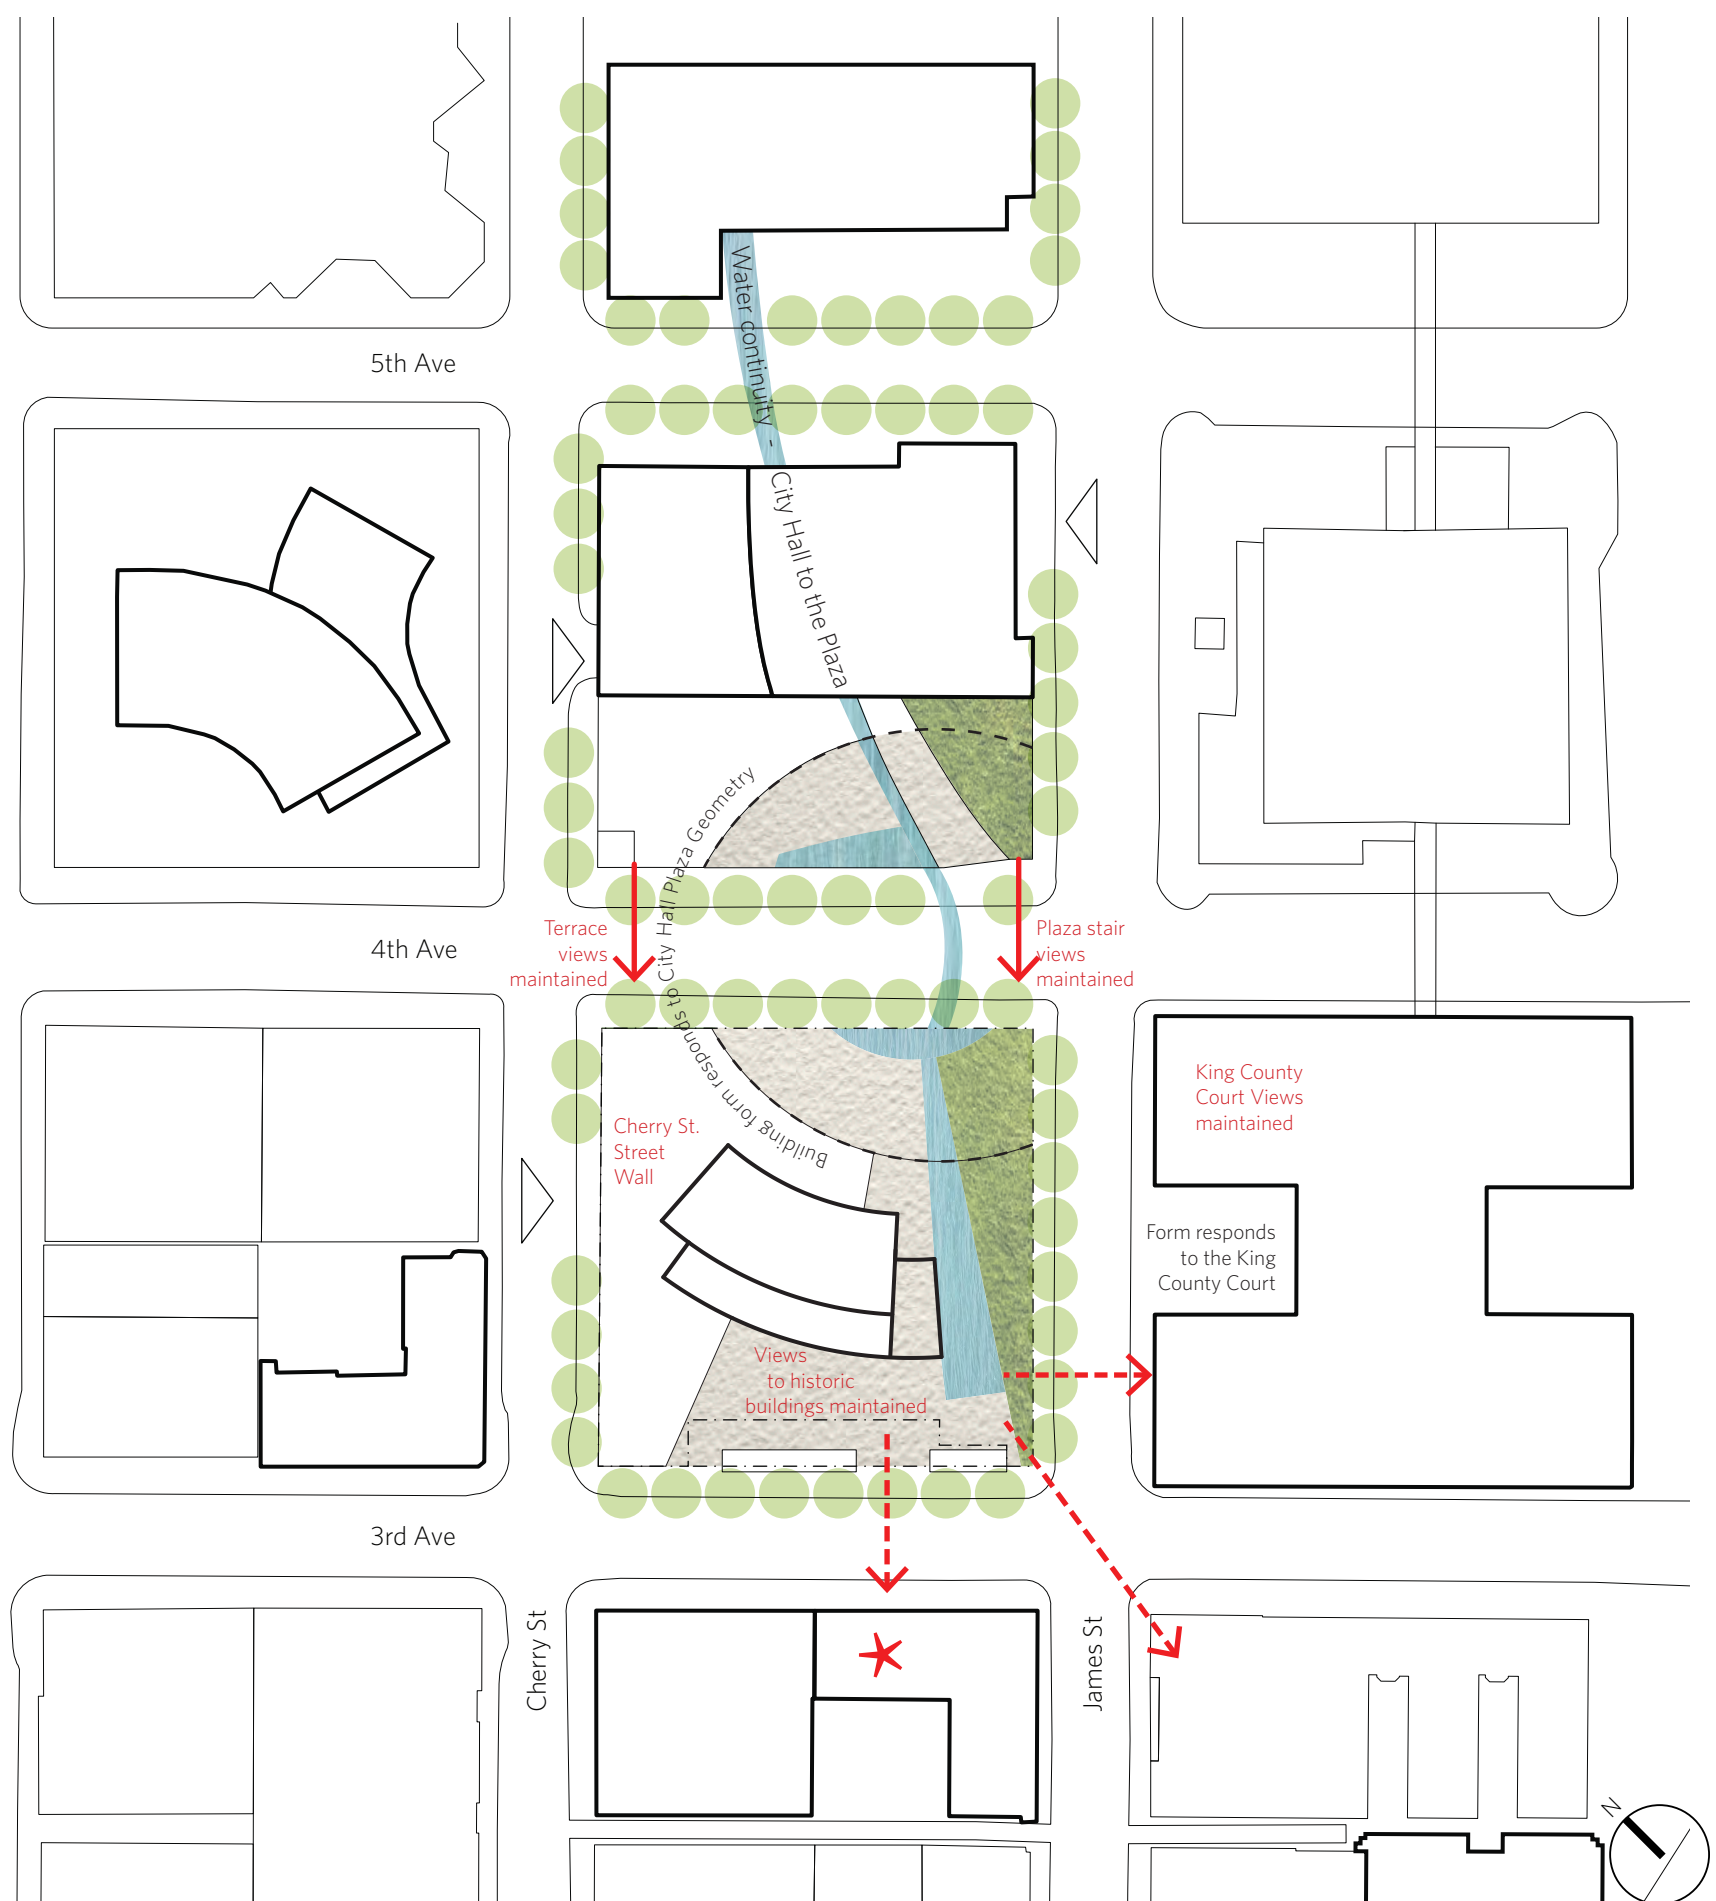 Water continuity - City Hall to the Plaza
5th Ave
Building form responds to City Hall Plaza Geometry
4th Ave
Terrace
views
maintained
Plaza stair
views
maintained
Cherry St.
Street
Wall
King County
Court Views
maintained
Form responds
to the King
County Court
Views
to historic
buildings maintained
3rd Ave
Cherry St
James St
N